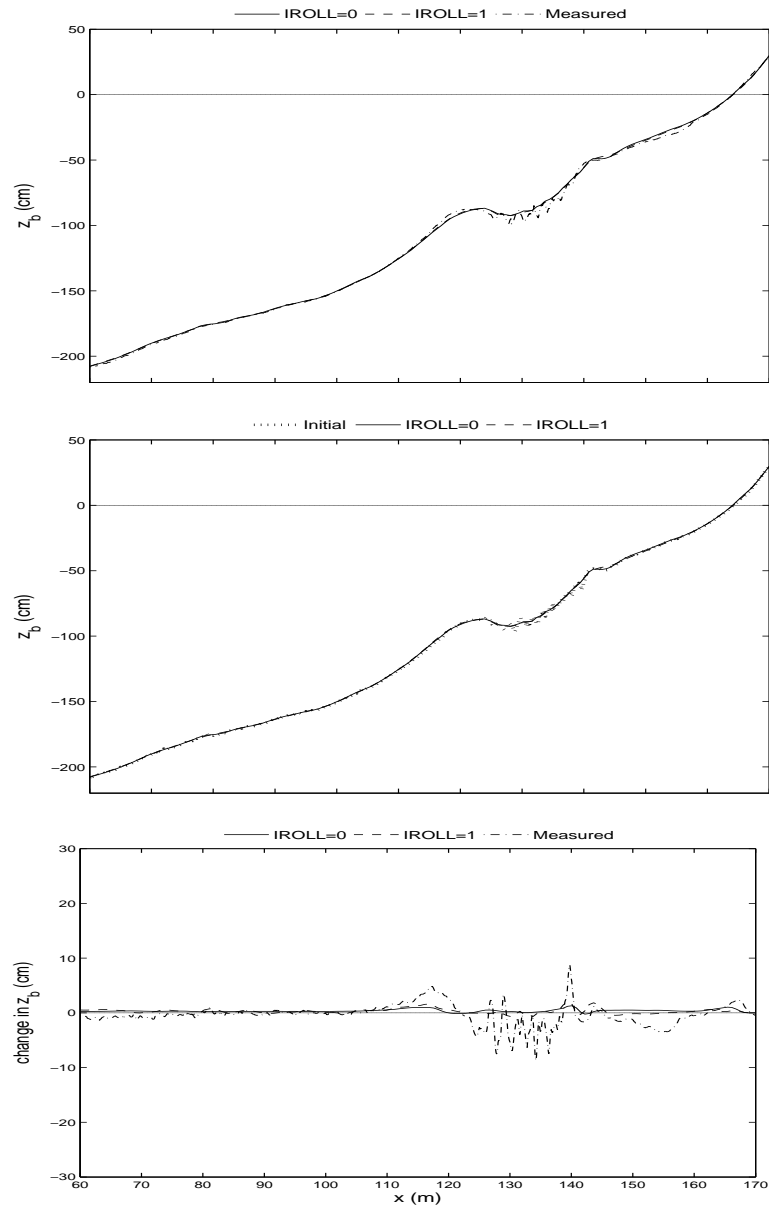 IROLL=0 IROLL=1 Measured
50
0
−50
−100
−150
−200
z_b (cm)
Initial IROLL=0 IROLL=1
50
0
−50
−100
−150
−200
z_b (cm)
IROLL=0 IROLL=1 Measured
30
20
10
0
−10
−20
−30
change in z_b (cm)
60 70 80 90 100 110 120 130 140 150 160 170
x (m)